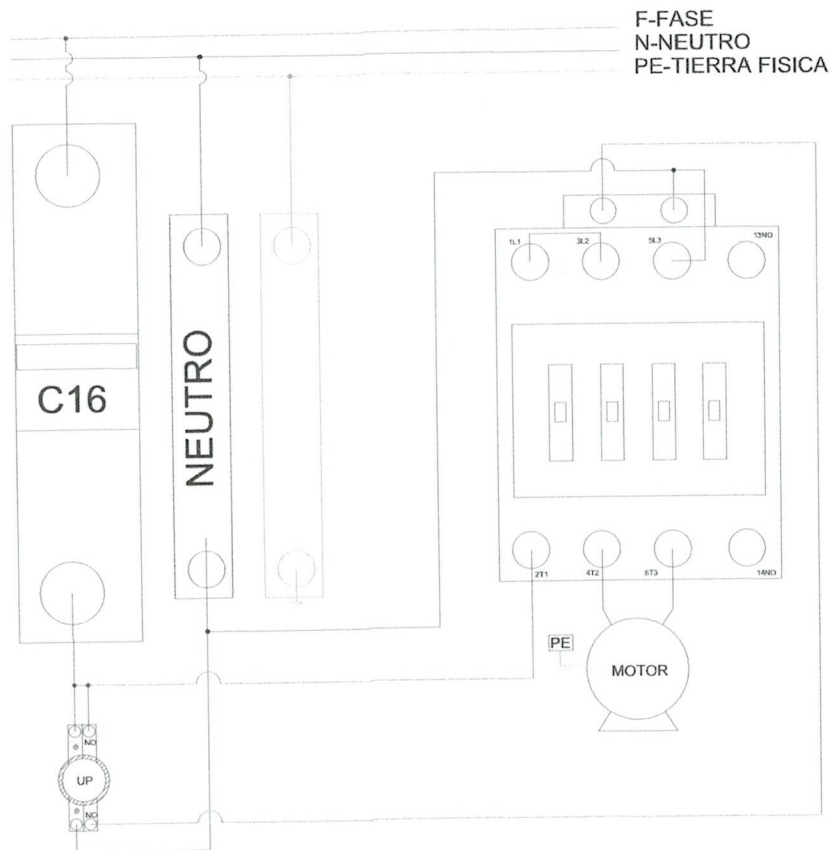 F-FASE
N-NEUTRO
PE-TIERRA FISICA
1L1 3L2 5L3 13NO
C16
NEUTRO
2T1 4T2 6T3 14NO
PE
MOTOR
NO
UP
NO